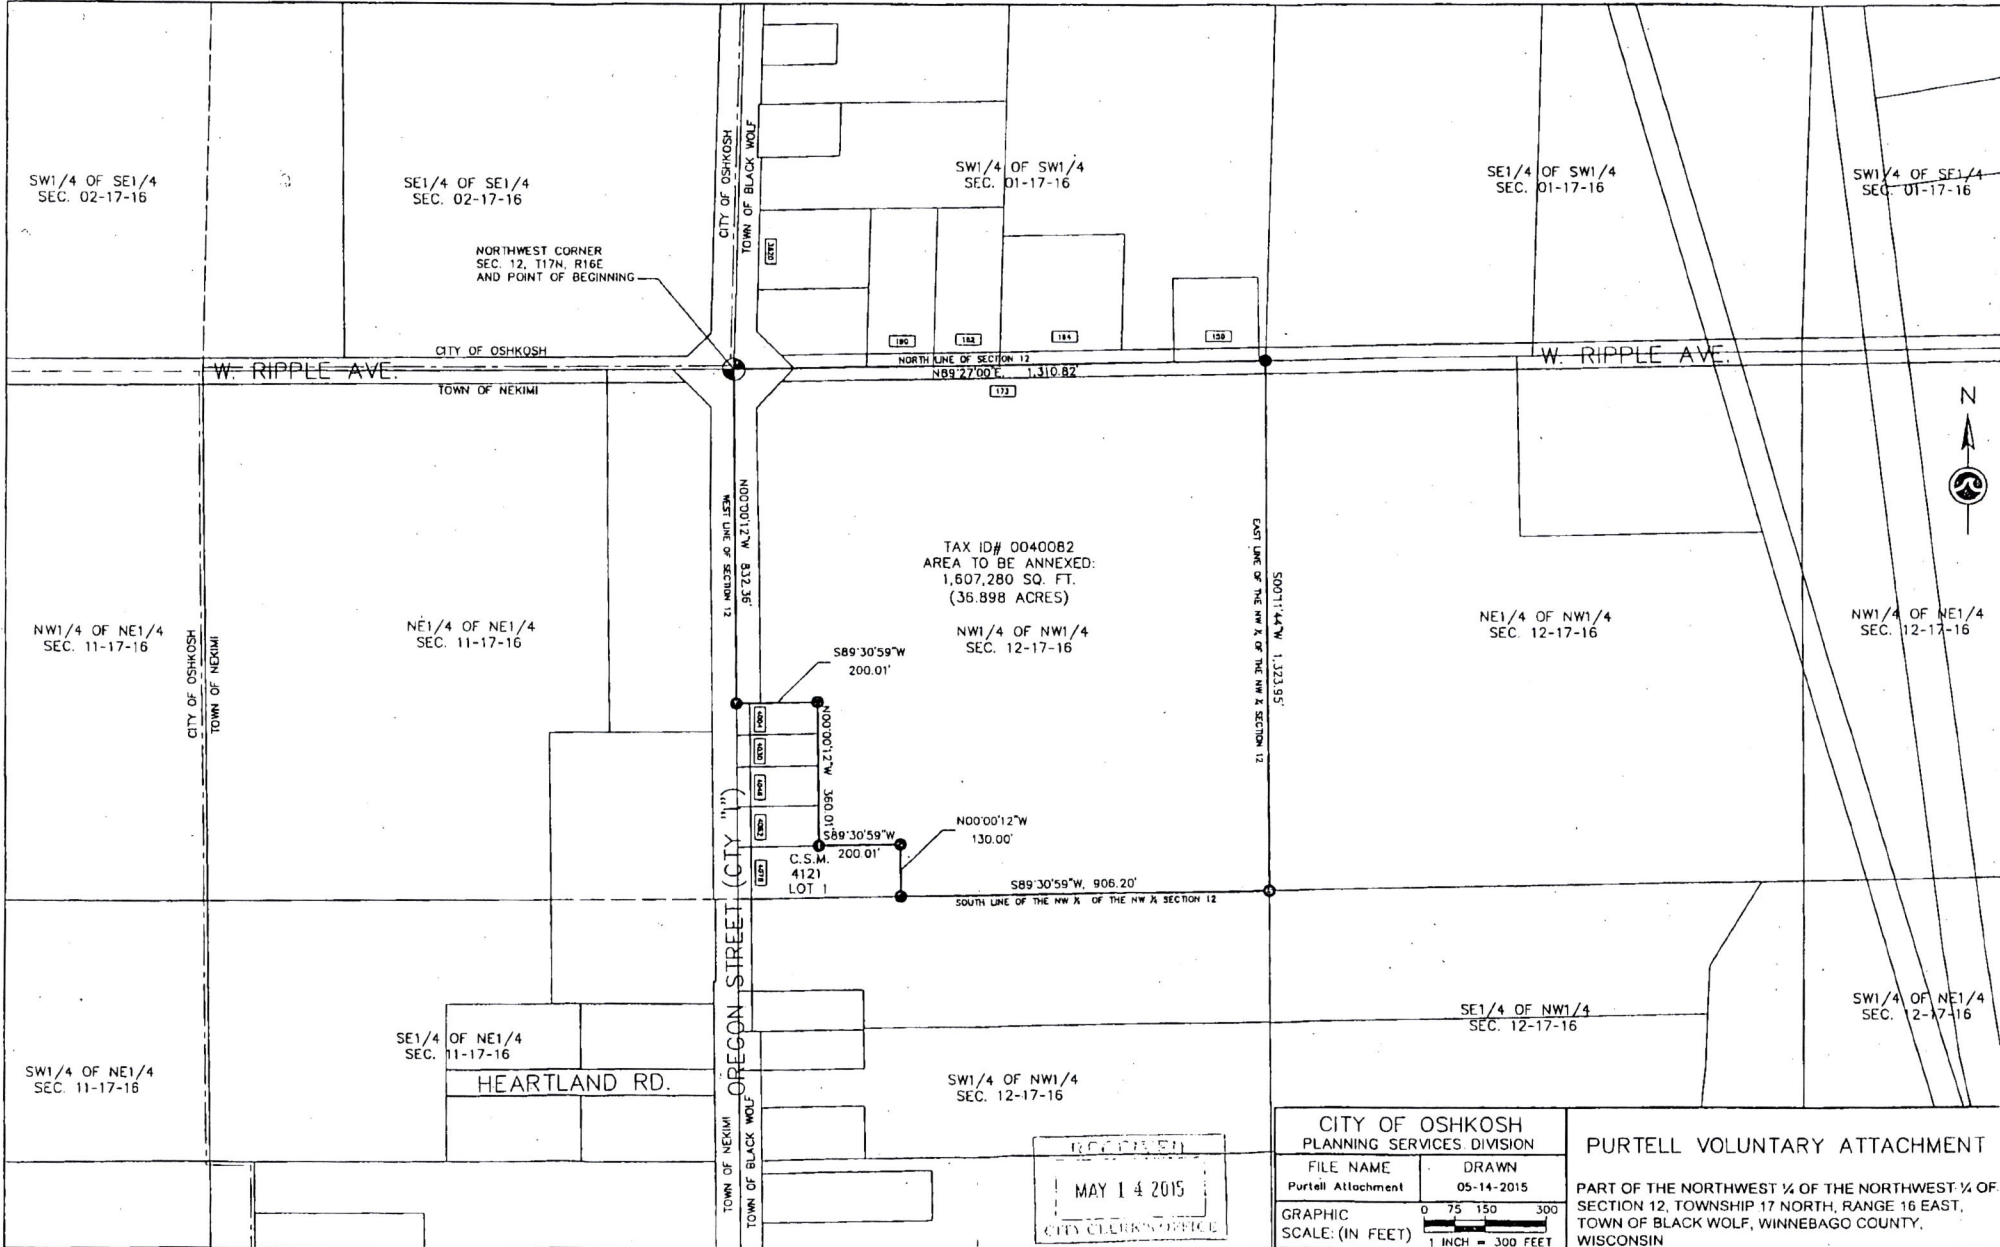 SW1/4 OF SE1/4
SEC. 02-17-16
SE1/4 OF SE1/4
SEC. 02-17-16
CITY OF OSHKOSH
TOWN OF BLACK WOLF
SW1/4 OF SW1/4
SEC. 01-17-16
SE1/4 OF SW1/4
SEC. 01-17-16
SW1/4 OF SE1/4
SEC. 01-17-16
NORTHWEST CORNER
SEC. 12, T17N, R16E
AND POINT OF BEGINNING
CITY OF OSHKOSH
W. RIPPLE AVE.
TOWN OF NEKIMI
NORTH LINE OF SECTION 12
N89°27'00"E 1,310.82'
173
W. RIPPLE AVE.
N
WEST LINE OF SECTION 12
N00°00'12"W 832.36'
TAX ID# 0040082
AREA TO BE ANNEXED:
1,607,280 SQ. FT.
(36.898 ACRES)
NW1/4 OF NW1/4
SEC. 12-17-16
EAST LINE OF THE NW ¼ OF THE NW ¼ SECTION 12
S00°11'44"W 1,323.95'
NW1/4 OF NE1/4
SEC. 11-17-16
CITY OF OSHKOSH
TOWN OF NEKIMI
NE1/4 OF NE1/4
SEC. 11-17-16
NE1/4 OF NW1/4
SEC. 12-17-16
NW1/4 OF NE1/4
SEC. 12-17-16
S89°30'59"W
200.01'
N00°00'12"W 360.01'
S89°30'59"W
200.01'
N00°00'12"W
130.00'
C.S.M.
4121
LOT 1
S89°30'59"W, 906.20'
SOUTH LINE OF THE NW ¼ OF THE NW ¼ SECTION 12
OREGON STREET (CTY "I")
SE1/4 OF NE1/4
SEC. 11-17-16
SW1/4 OF NE1/4
SEC. 11-17-16
HEARTLAND RD.
TOWN OF NEKIMI
TOWN OF BLACK WOLF
SW1/4 OF NW1/4
SEC. 12-17-16
SE1/4 OF NW1/4
SEC. 12-17-16
SW1/4 OF NE1/4
SEC. 12-17-16
RECEIVED
MAY 14 2015
CITY CLERK'S OFFICE
CITY OF OSHKOSH
PLANNING SERVICES DIVISION
FILE NAME
Purtell Attachment
DRAWN
05-14-2015
GRAPHIC
SCALE: (IN FEET)
0 75 150 300
1 INCH = 300 FEET
PURTELL VOLUNTARY ATTACHMENT
PART OF THE NORTHWEST ¼ OF THE NORTHWEST ¼ OF
SECTION 12, TOWNSHIP 17 NORTH, RANGE 16 EAST,
TOWN OF BLACK WOLF, WINNEBAGO COUNTY,
WISCONSIN